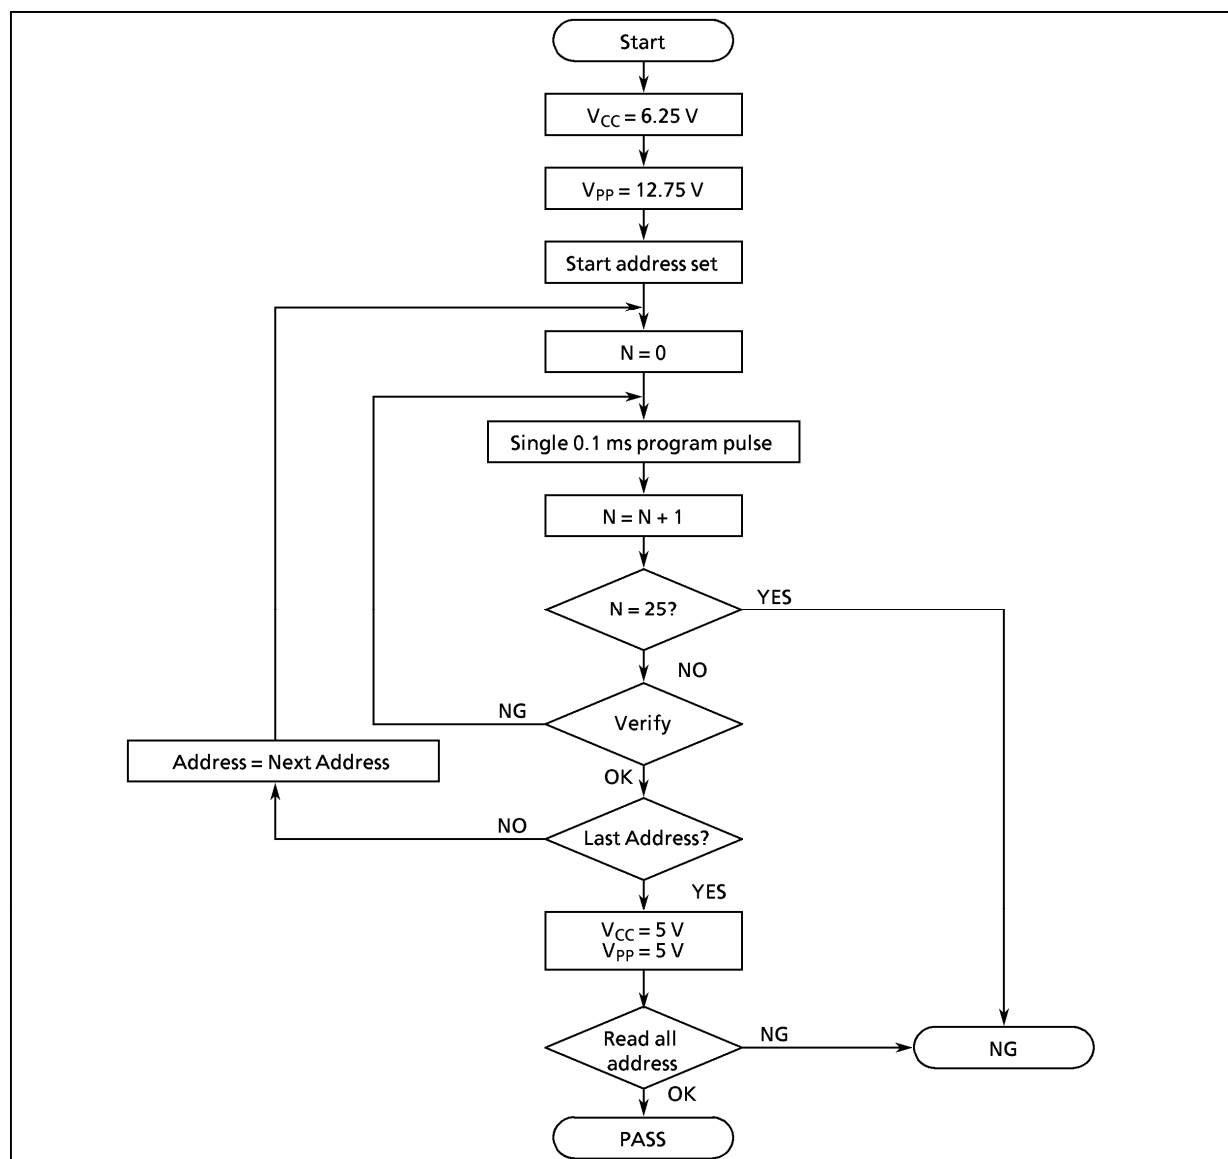 Start
VCC = 6.25 V
VPP = 12.75 V
Start address set
N = 0
Single 0.1 ms program pulse
N = N + 1
N = 25?
YES
NO
NG
Verify
Address = Next Address
OK
NO
Last Address?
YES
VCC = 5 V
VPP = 5 V
Read all
address
NG
NG
OK
PASS